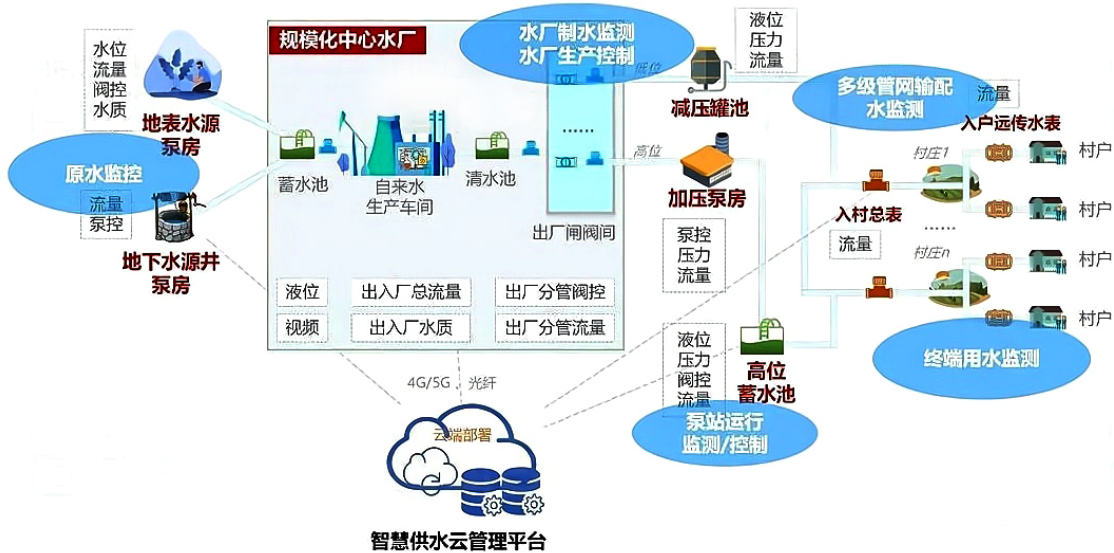 水位
流量
阀控
水质
地表水源
泵房
原水监控
流量
泵控
地下水源井
泵房
规模化中心水厂
水厂制水监测
水厂生产控制
蓄水池
自来水
生产车间
清水池
低位
......
高位
出厂闸阀间
液位
出入厂总流量
出厂分管阀控
视频
出入厂水质
出厂分管流量
液位
压力
流量
减压罐池
加压泵房
泵控
压力
流量
多级管网输配
水监测
流量
入户远传水表
村庄1
村户
村户
入村总表
流量
......
村庄n
村户
村户
终端用水监测
液位
压力
阀控
流量
高位
蓄水池
泵站运行
监测/控制
4G/5G、光纤
云端部署
智慧供水云管理平台